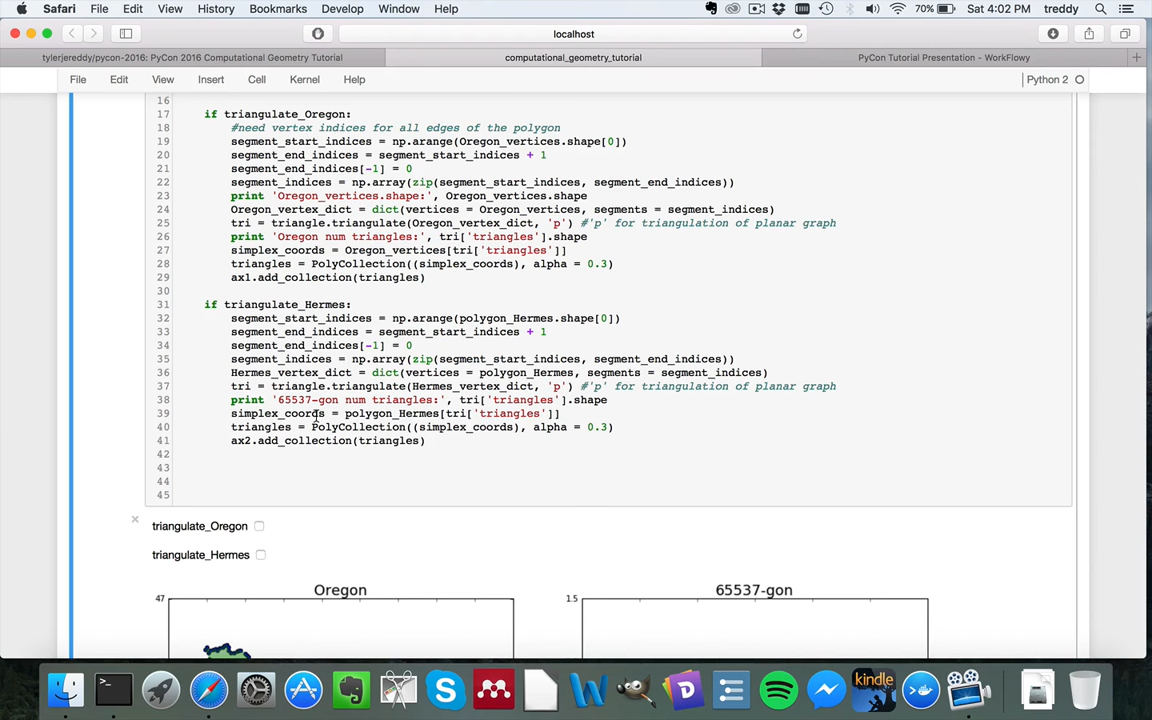 Safari File Edit View History Bookmarks Develop Window Help 70% Sat 4:02 PM treddy
localhost
tylerjereddy/pycon-2016: PyCon 2016 Computational Geometry Tutorial computational_geometry_tutorial PyCon Tutorial Presentation - WorkFlowy
File Edit View Insert Cell Kernel Help Python 2
16
17 if triangulate_Oregon:
18 #need vertex indices for all edges of the polygon
19 segment_start_indices = np.arange(Oregon_vertices.shape[0])
20 segment_end_indices = segment_start_indices + 1
21 segment_end_indices[-1] = 0
22 segment_indices = np.array(zip(segment_start_indices, segment_end_indices))
23 print 'Oregon_vertices.shape:', Oregon_vertices.shape
24 Oregon_vertex_dict = dict(vertices = Oregon_vertices, segments = segment_indices)
25 tri = triangle.triangulate(Oregon_vertex_dict, 'p') #'p' for triangulation of planar graph
26 print 'Oregon num triangles:', tri['triangles'].shape
27 simplex_coords = Oregon_vertices[tri['triangles']]
28 triangles = PolyCollection((simplex_coords), alpha = 0.3)
29 ax1.add_collection(triangles)
30
31 if triangulate_Hermes:
32 segment_start_indices = np.arange(polygon_Hermes.shape[0])
33 segment_end_indices = segment_start_indices + 1
34 segment_end_indices[-1] = 0
35 segment_indices = np.array(zip(segment_start_indices, segment_end_indices))
36 Hermes_vertex_dict = dict(vertices = polygon_Hermes, segments = segment_indices)
37 tri = triangle.triangulate(Hermes_vertex_dict, 'p') #'p' for triangulation of planar graph
38 print '65537-gon num triangles:', tri['triangles'].shape
39 simplex_coords = polygon_Hermes[tri['triangles']]
40 triangles = PolyCollection((simplex_coords), alpha = 0.3)
41 ax2.add_collection(triangles)
42
43
44
45
triangulate_Oregon
triangulate_Hermes
Oregon 65537-gon
47 1.5
kindle